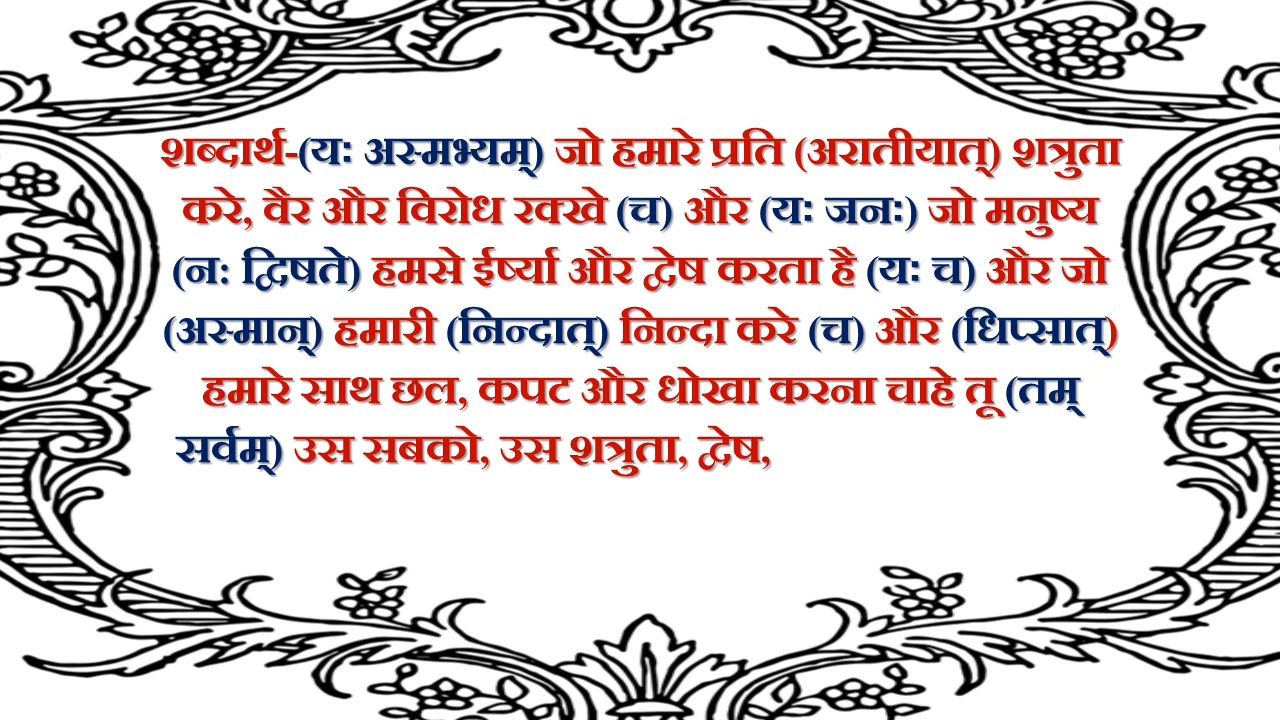 शब्दार्थ-(यः अस्मभ्यम्) जो हमारे प्रति (अरातीयात्) शत्रुता
करे, वैर और विरोध रक्खे (च) और (यः जनः) जो मनुष्य
(न: द्विषते) हमसे ईर्ष्या और द्वेष करता है (यः च) और जो
(अस्मान्) हमारी (निन्दात्) निन्दा करे (च) और (धिप्सात्)
हमारे साथ छल, कपट और धोखा करना चाहे तू (तम्
सर्वम्) उस सबको, उस शत्रुता, द्वेष,